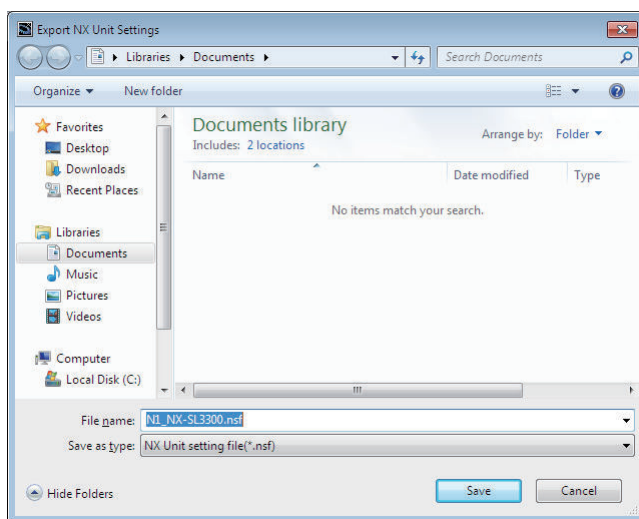 Export NX Unit Settings
Libraries Documents Search Documents
Organize New folder
Favorites
Desktop
Downloads
Recent Places
Libraries
Documents
Music
Pictures
Videos
Computer
Local Disk (C:)
Documents library
Includes: 2 locations
Arrange by: Folder
Name Date modified Type
No items match your search.
File name: N1_NX-SL3300.nsf
Save as type: NX Unit setting file(*.nsf)
Hide Folders Save Cancel